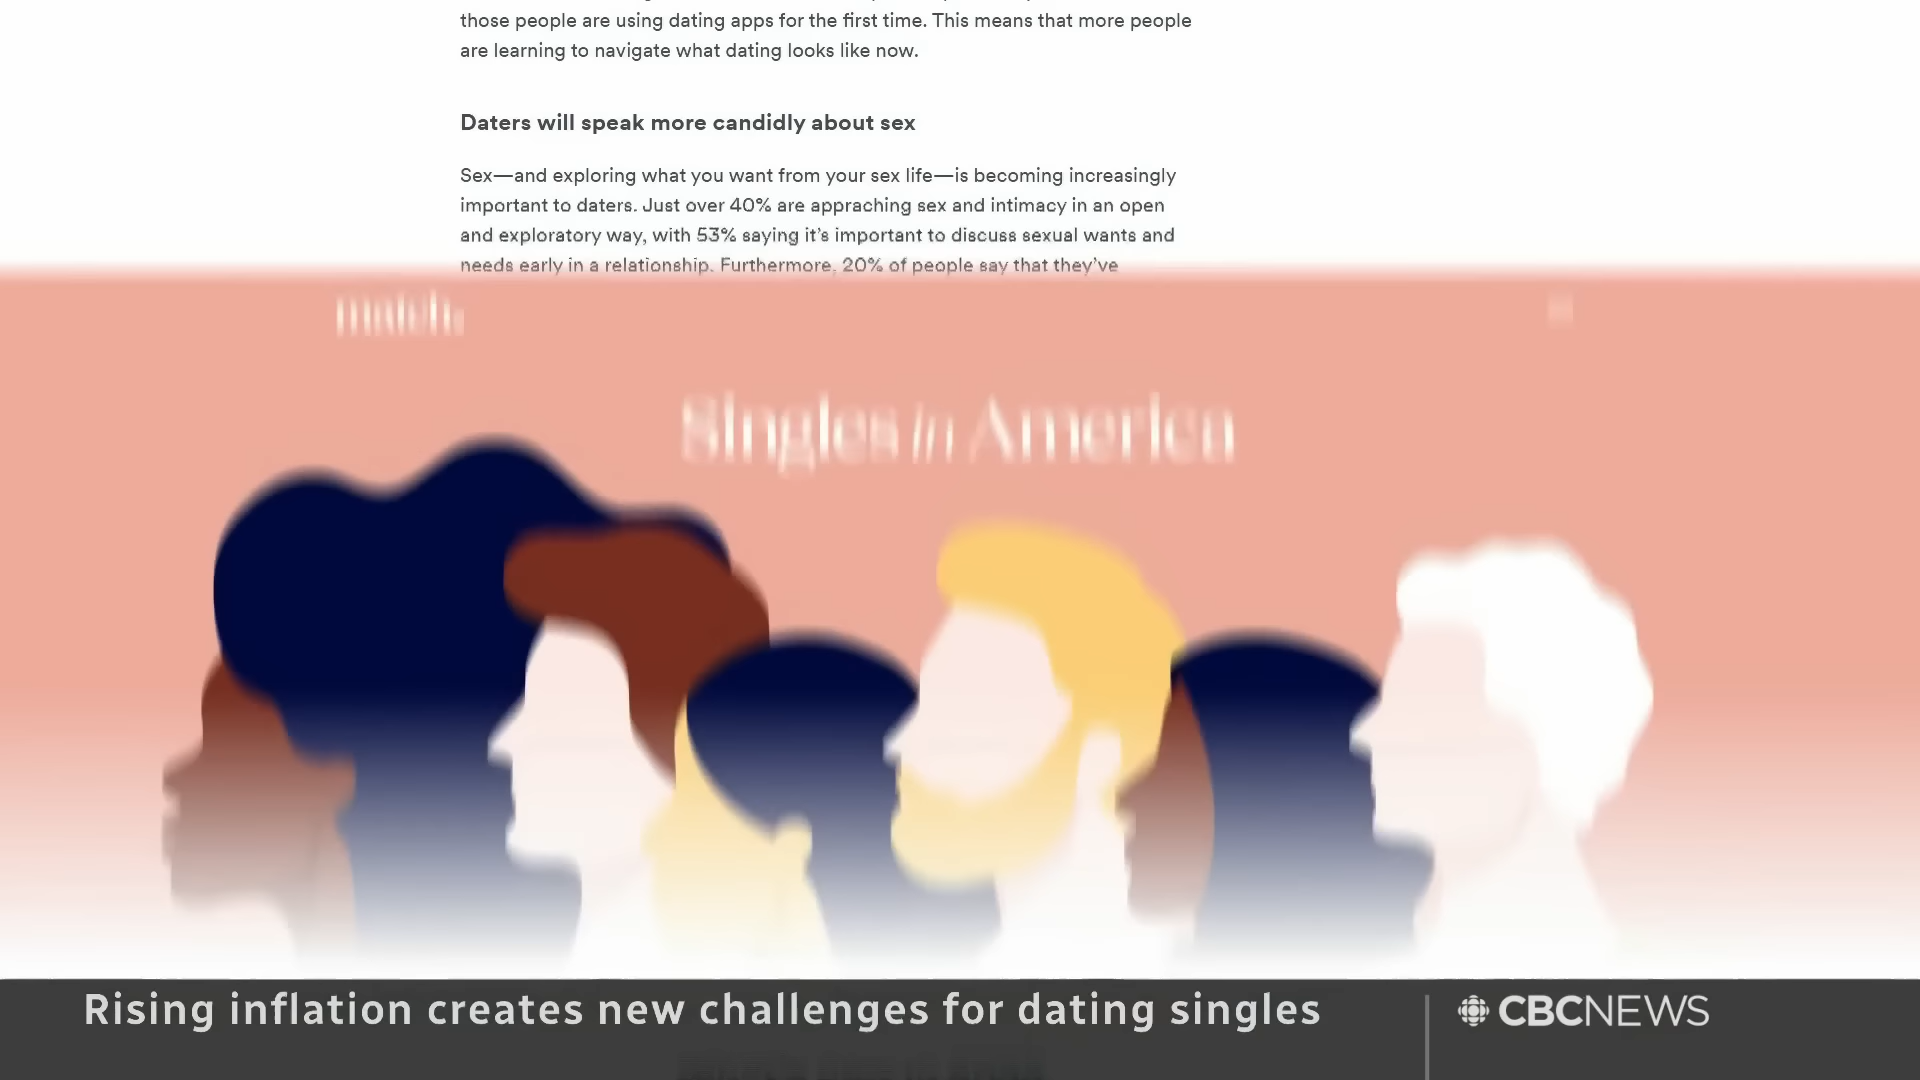 those people are using dating apps for the first time. This means that more people
are learning to navigate what dating looks like now.
Daters will speak more candidly about sex
Sex—and exploring what you want from your sex life—is becoming increasingly
important to daters. Just over 40% are appraching sex and intimacy in an open
and exploratory way, with 53% saying it's important to discuss sexual wants and
needs early in a relationship. Furthermore, 20% of people say that they've
match
Singles in America
Rising inflation creates new challenges for dating singles
CBCNEWS